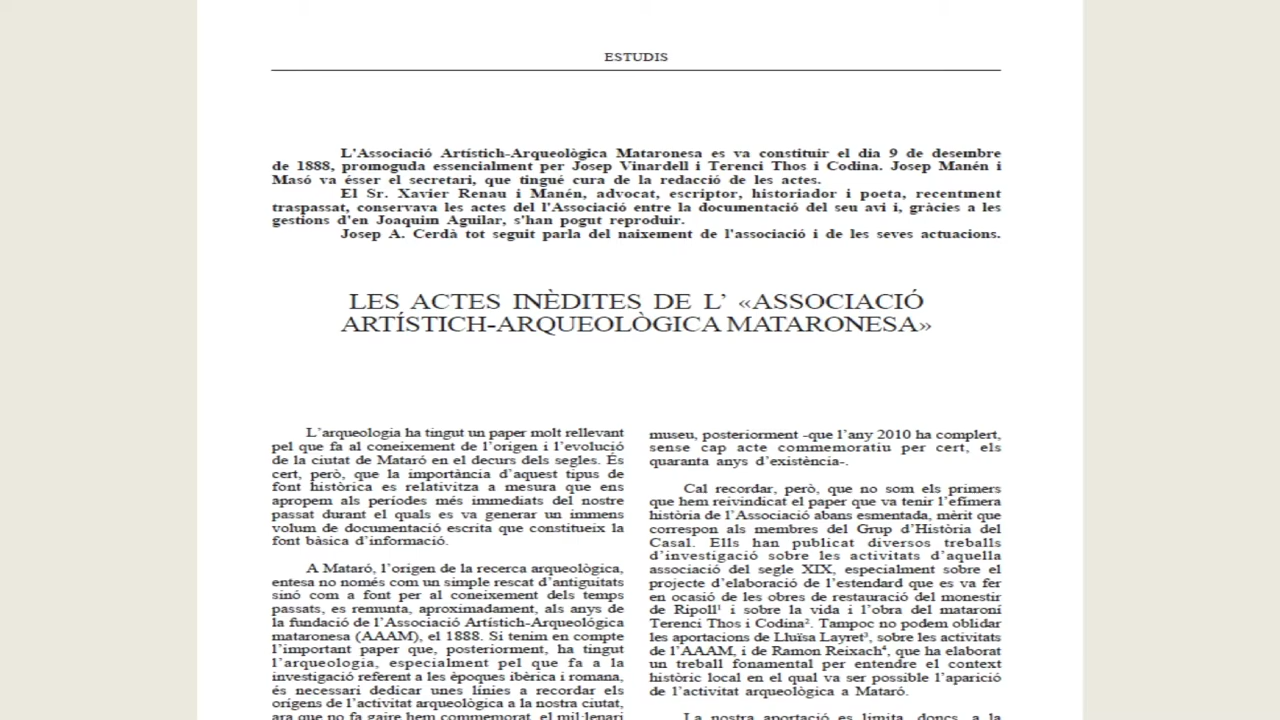 ESTUDIS
L'Associació Artístich-Arqueològica Mataronesa es va constituir el dia 9 de desembre
de 1888, promoguda essencialment per Josep Vinardell i Terenci Thos i Codina. Josep Manén i
Masó va ésser el secretari, que tingué cura de la redacció de les actes.
El Sr. Xavier Renau i Manén, advocat, escriptor, historiador i poeta, recentment
traspassat, conservava les actes del l'Associació entre la documentació del seu avi i, gràcies a les
gestions d'en Joaquim Aguilar, s'han pogut reproduir.
Josep A. Cerdà tot seguit parla del naixement de l'associació i de les seves actuacions.
LES ACTES INÈDITES DE L' «ASSOCIACIÓ
ARTÍSTICH-ARQUEOLÒGICA MATARONESA»
L'arqueologia ha tingut un paper molt rellevant
pel que fa al coneixement de l'origen i l'evolució
de la ciutat de Mataró en el decurs dels segles. És
cert, però, que la importància d'aquest tipus de
font històrica es relativitza a mesura que ens
apropem als períodes més immediats del nostre
passat durant el quals es va generar un immens
volum de documentació escrita que constitueix la
font bàsica d'informació.
A Mataró, l'origen de la recerca arqueològica,
entesa no només com un simple rescat d'antiguitats
sinó com a font per al coneixement dels temps
passats, es remunta, aproximadament, als anys de
la fundació de l'Associació Artístich-Arqueológica
mataronesa (AAAM), el 1888. Si tenim en compte
l'important paper que, posteriorment, ha tingut
l'arqueologia, especialment pel que fa a la
investigació referent a les èpoques ibèrica i romana,
és necessari dedicar unes línies a recordar els
orígens de l'activitat arqueològica a la nostra ciutat,
ara que no fa gaire hem commemorat, el mil·lenari
museu, posteriorment -que l'any 2010 ha complert,
sense cap acte commemoratiu per cert, els
quaranta anys d'existència-.
Cal recordar, però, que no som els primers
que hem reivindicat el paper que va tenir l'efímera
història de l'Associació abans esmentada, mèrit que
correspon als membres del Grup d'Història del
Casal. Ells han publicat diversos treballs
d'investigació sobre les activitats d'aquella
associació del segle XIX, especialment sobre el
projecte d'elaboració de l'estendard que es va fer
en ocasió de les obres de restauració del monestir
de Ripoll¹ i sobre la vida i l'obra del mataroní
Terenci Thos i Codina². Tampoc no podem oblidar
les aportacions de Lluïsa Layret³, sobre les activitats
de l'AAAM, i de Ramon Reixach⁴, que ha elaborat
un treball fonamental per entendre el context
històric local en el qual va ser possible l'aparició
de l'activitat arqueològica a Mataró.
La nostra aportació es limita, doncs, a la